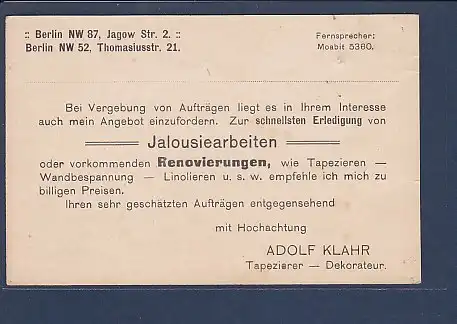 :: Berlin NW 87, Jagow Str. 2. ::
Berlin NW 52, Thomasiusstr. 21.
Fernsprecher:
Moabit 5360.
Bei Vergebung von Aufträgen liegt es in Ihrem Interesse
auch mein Angebot einzufordern. Zur schnellsten Erledigung von
Jalousiearbeiten
oder vorkommenden Renovierungen, wie Tapezieren —
Wandbespannung — Linolieren u. s. w. empfehle ich mich zu
billigen Preisen.
Ihren sehr geschätzten Aufträgen entgegensehend
mit Hochachtung
ADOLF KLAHR
Tapezierer — Dekorateur.